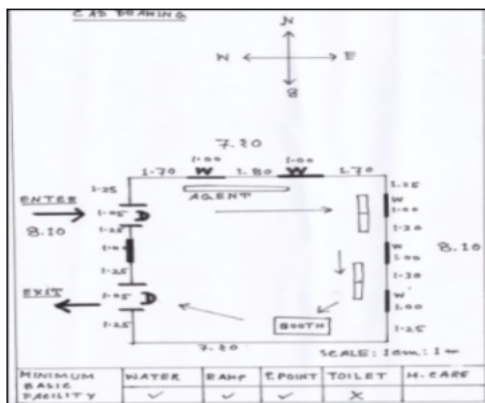 CAD DRAWING
N
N E
S
7.20
1.00 1.00
1.70 W 1.80 W 1.70
1.25 AGENT 1.25
ENTER W
1.05 1.00
8.10 1.25 1.30
1.00 W 8.10
1.00
1.25 1.30
EXIT W
1.05 1.00
1.25 BOOTH 1.25
7.20
SCALE: 1cm: 1m
MINIMUM BASIC FACILITY WATER RAMP E.POINT TOILET H.CARE
✓ ✓ ✓ X